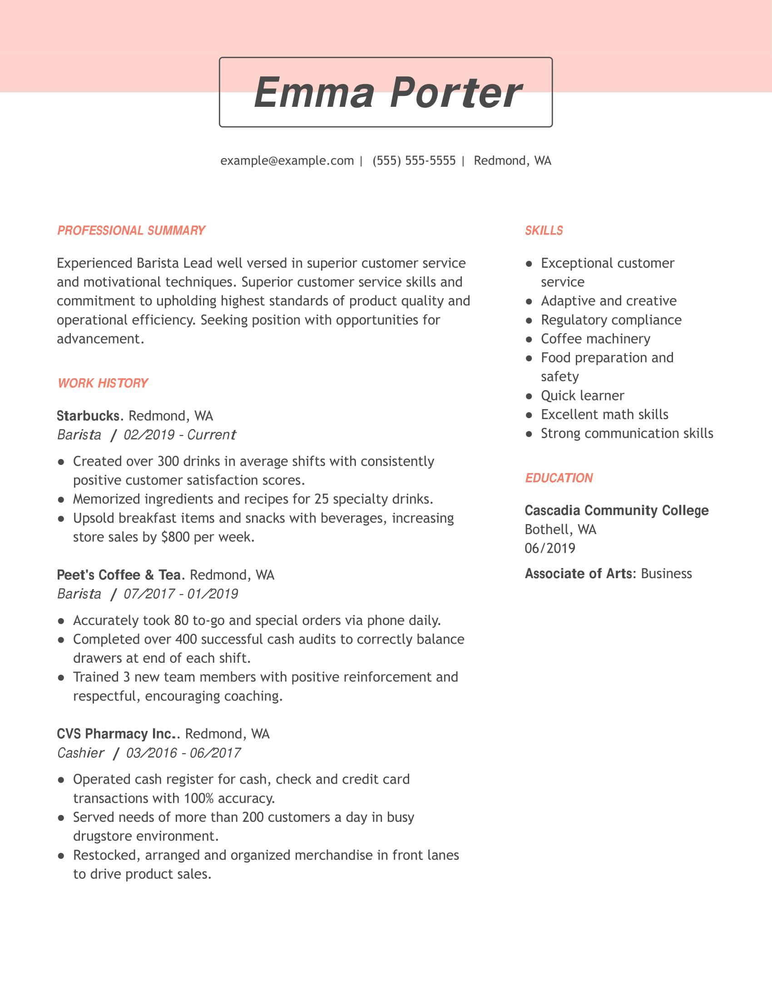 Emma Porter
example@example.com | (555) 555-5555 | Redmond, WA
PROFESSIONAL SUMMARY
Experienced Barista Lead well versed in superior customer service
and motivational techniques. Superior customer service skills and
commitment to upholding highest standards of product quality and
operational efficiency. Seeking position with opportunities for
advancement.
WORK HISTORY
Starbucks. Redmond, WA
Barista / 02/2019 - Current
● Created over 300 drinks in average shifts with consistently
positive customer satisfaction scores.
● Memorized ingredients and recipes for 25 specialty drinks.
● Upsold breakfast items and snacks with beverages, increasing
store sales by $800 per week.
Peet's Coffee & Tea. Redmond, WA
Barista / 07/2017 - 01/2019
● Accurately took 80 to-go and special orders via phone daily.
● Completed over 400 successful cash audits to correctly balance
drawers at end of each shift.
● Trained 3 new team members with positive reinforcement and
respectful, encouraging coaching.
CVS Pharmacy Inc.. Redmond, WA
Cashier / 03/2016 - 06/2017
● Operated cash register for cash, check and credit card
transactions with 100% accuracy.
● Served needs of more than 200 customers a day in busy
drugstore environment.
● Restocked, arranged and organized merchandise in front lanes
to drive product sales.
SKILLS
● Exceptional customer
service
● Adaptive and creative
● Regulatory compliance
● Coffee machinery
● Food preparation and
safety
● Quick learner
● Excellent math skills
● Strong communication skills
EDUCATION
Cascadia Community College
Bothell, WA
06/2019
Associate of Arts: Business